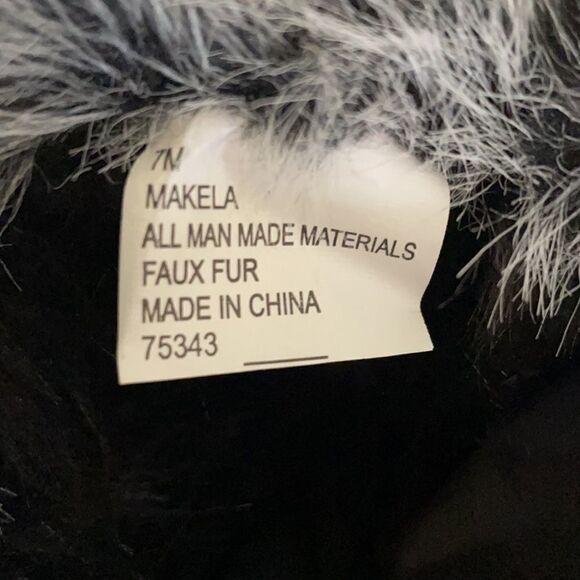 7M
MAKELA
ALL MAN MADE MATERIALS
FAUX FUR
MADE IN CHINA
75343